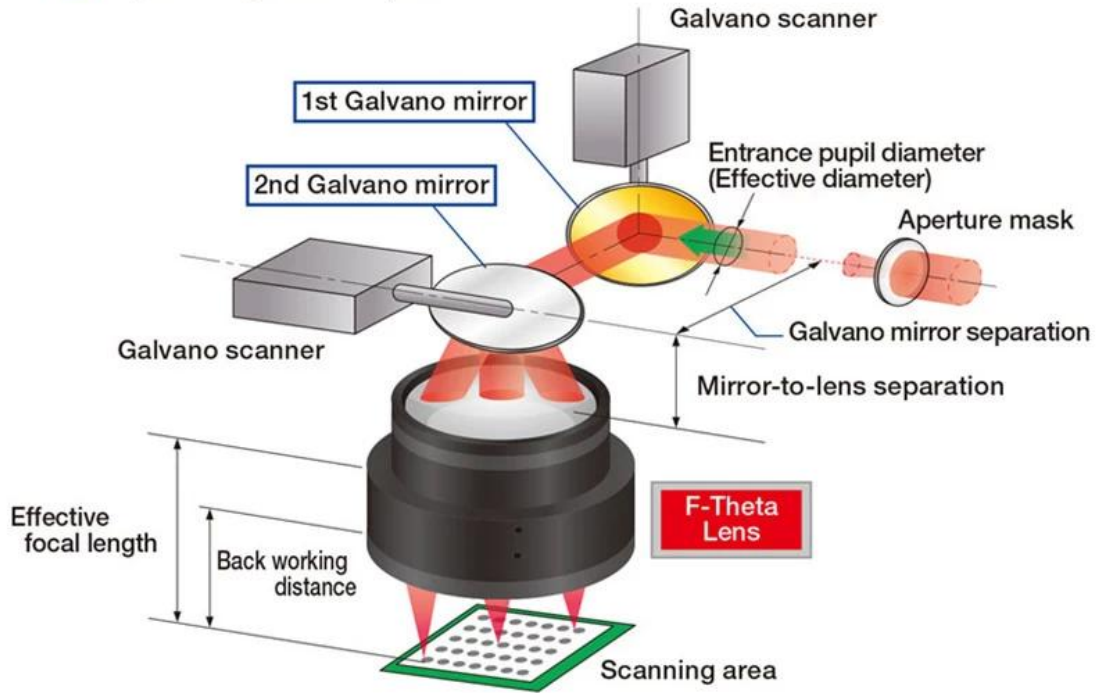 Galvano scanner
1st Galvano mirror
Entrance pupil diameter
(Effective diameter)
2nd Galvano mirror
Aperture mask
Galvano mirror separation
Galvano scanner
Mirror-to-lens separation
F-Theta
Lens
Effective
focal length
Back working
distance
Scanning area